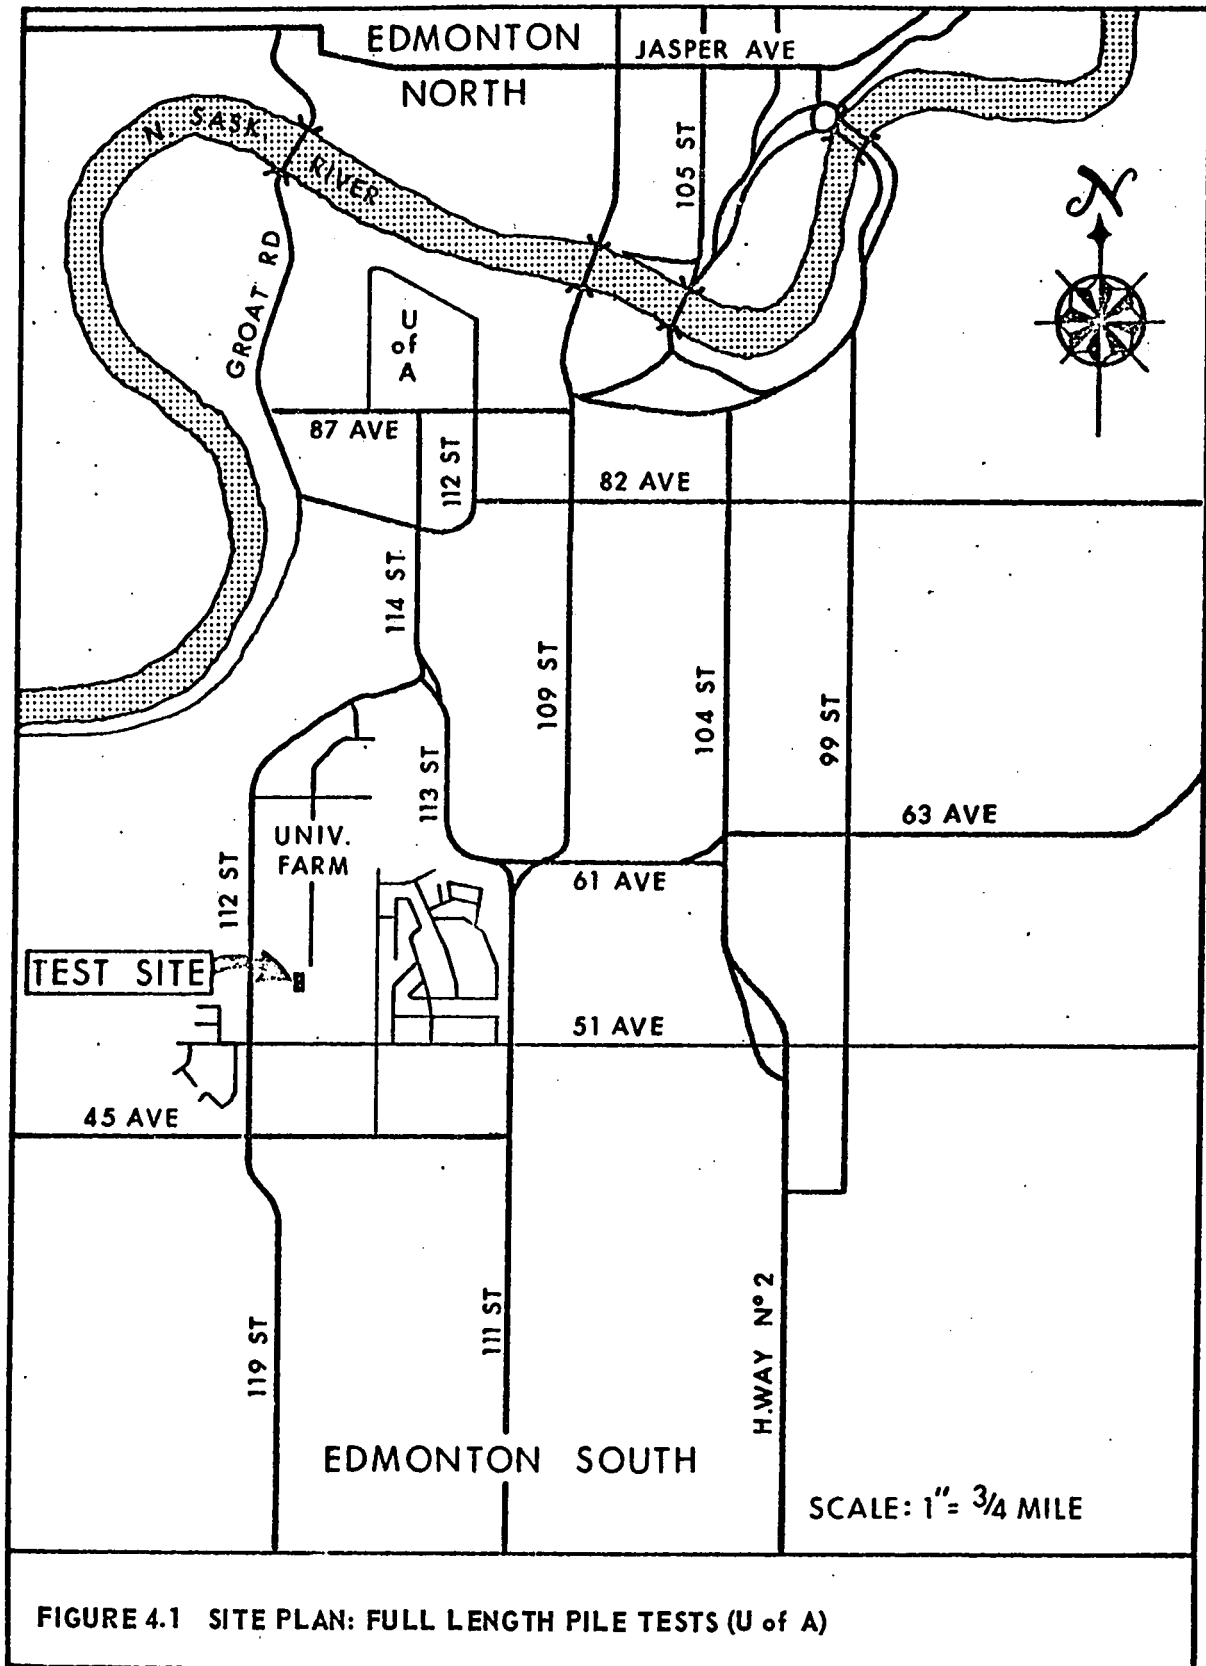 EDMONTON
JASPER AVE
NORTH
N. SASK.
RIVER
105 ST
N
GROAT RD
U
of
A
87 AVE
112 ST
82 AVE
114 ST
109 ST
104 ST
99 ST
113 ST
63 AVE
UNIV.
FARM
61 AVE
112 ST
TEST SITE
51 AVE
45 AVE
119 ST
111 ST
H.WAY Nº 2
EDMONTON SOUTH
SCALE: 1"= 3/4 MILE
FIGURE 4.1 SITE PLAN: FULL LENGTH PILE TESTS (U of A)